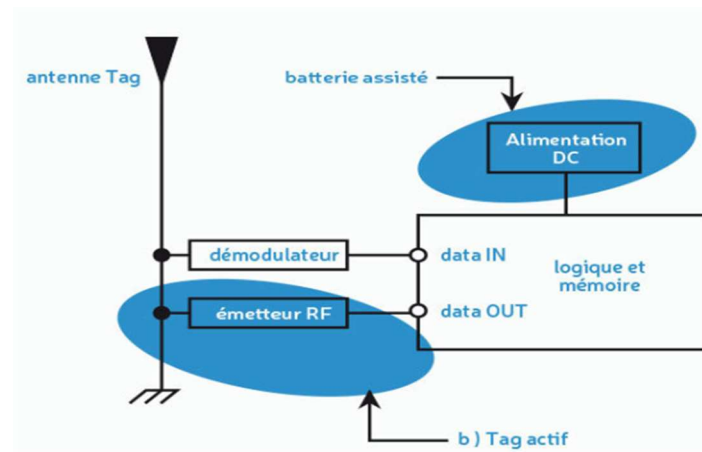 antenne Tag
batterie assisté
Alimentation
DC
démodulateur
data IN
logique et
mémoire
émetteur RF
data OUT
b ) Tag actif